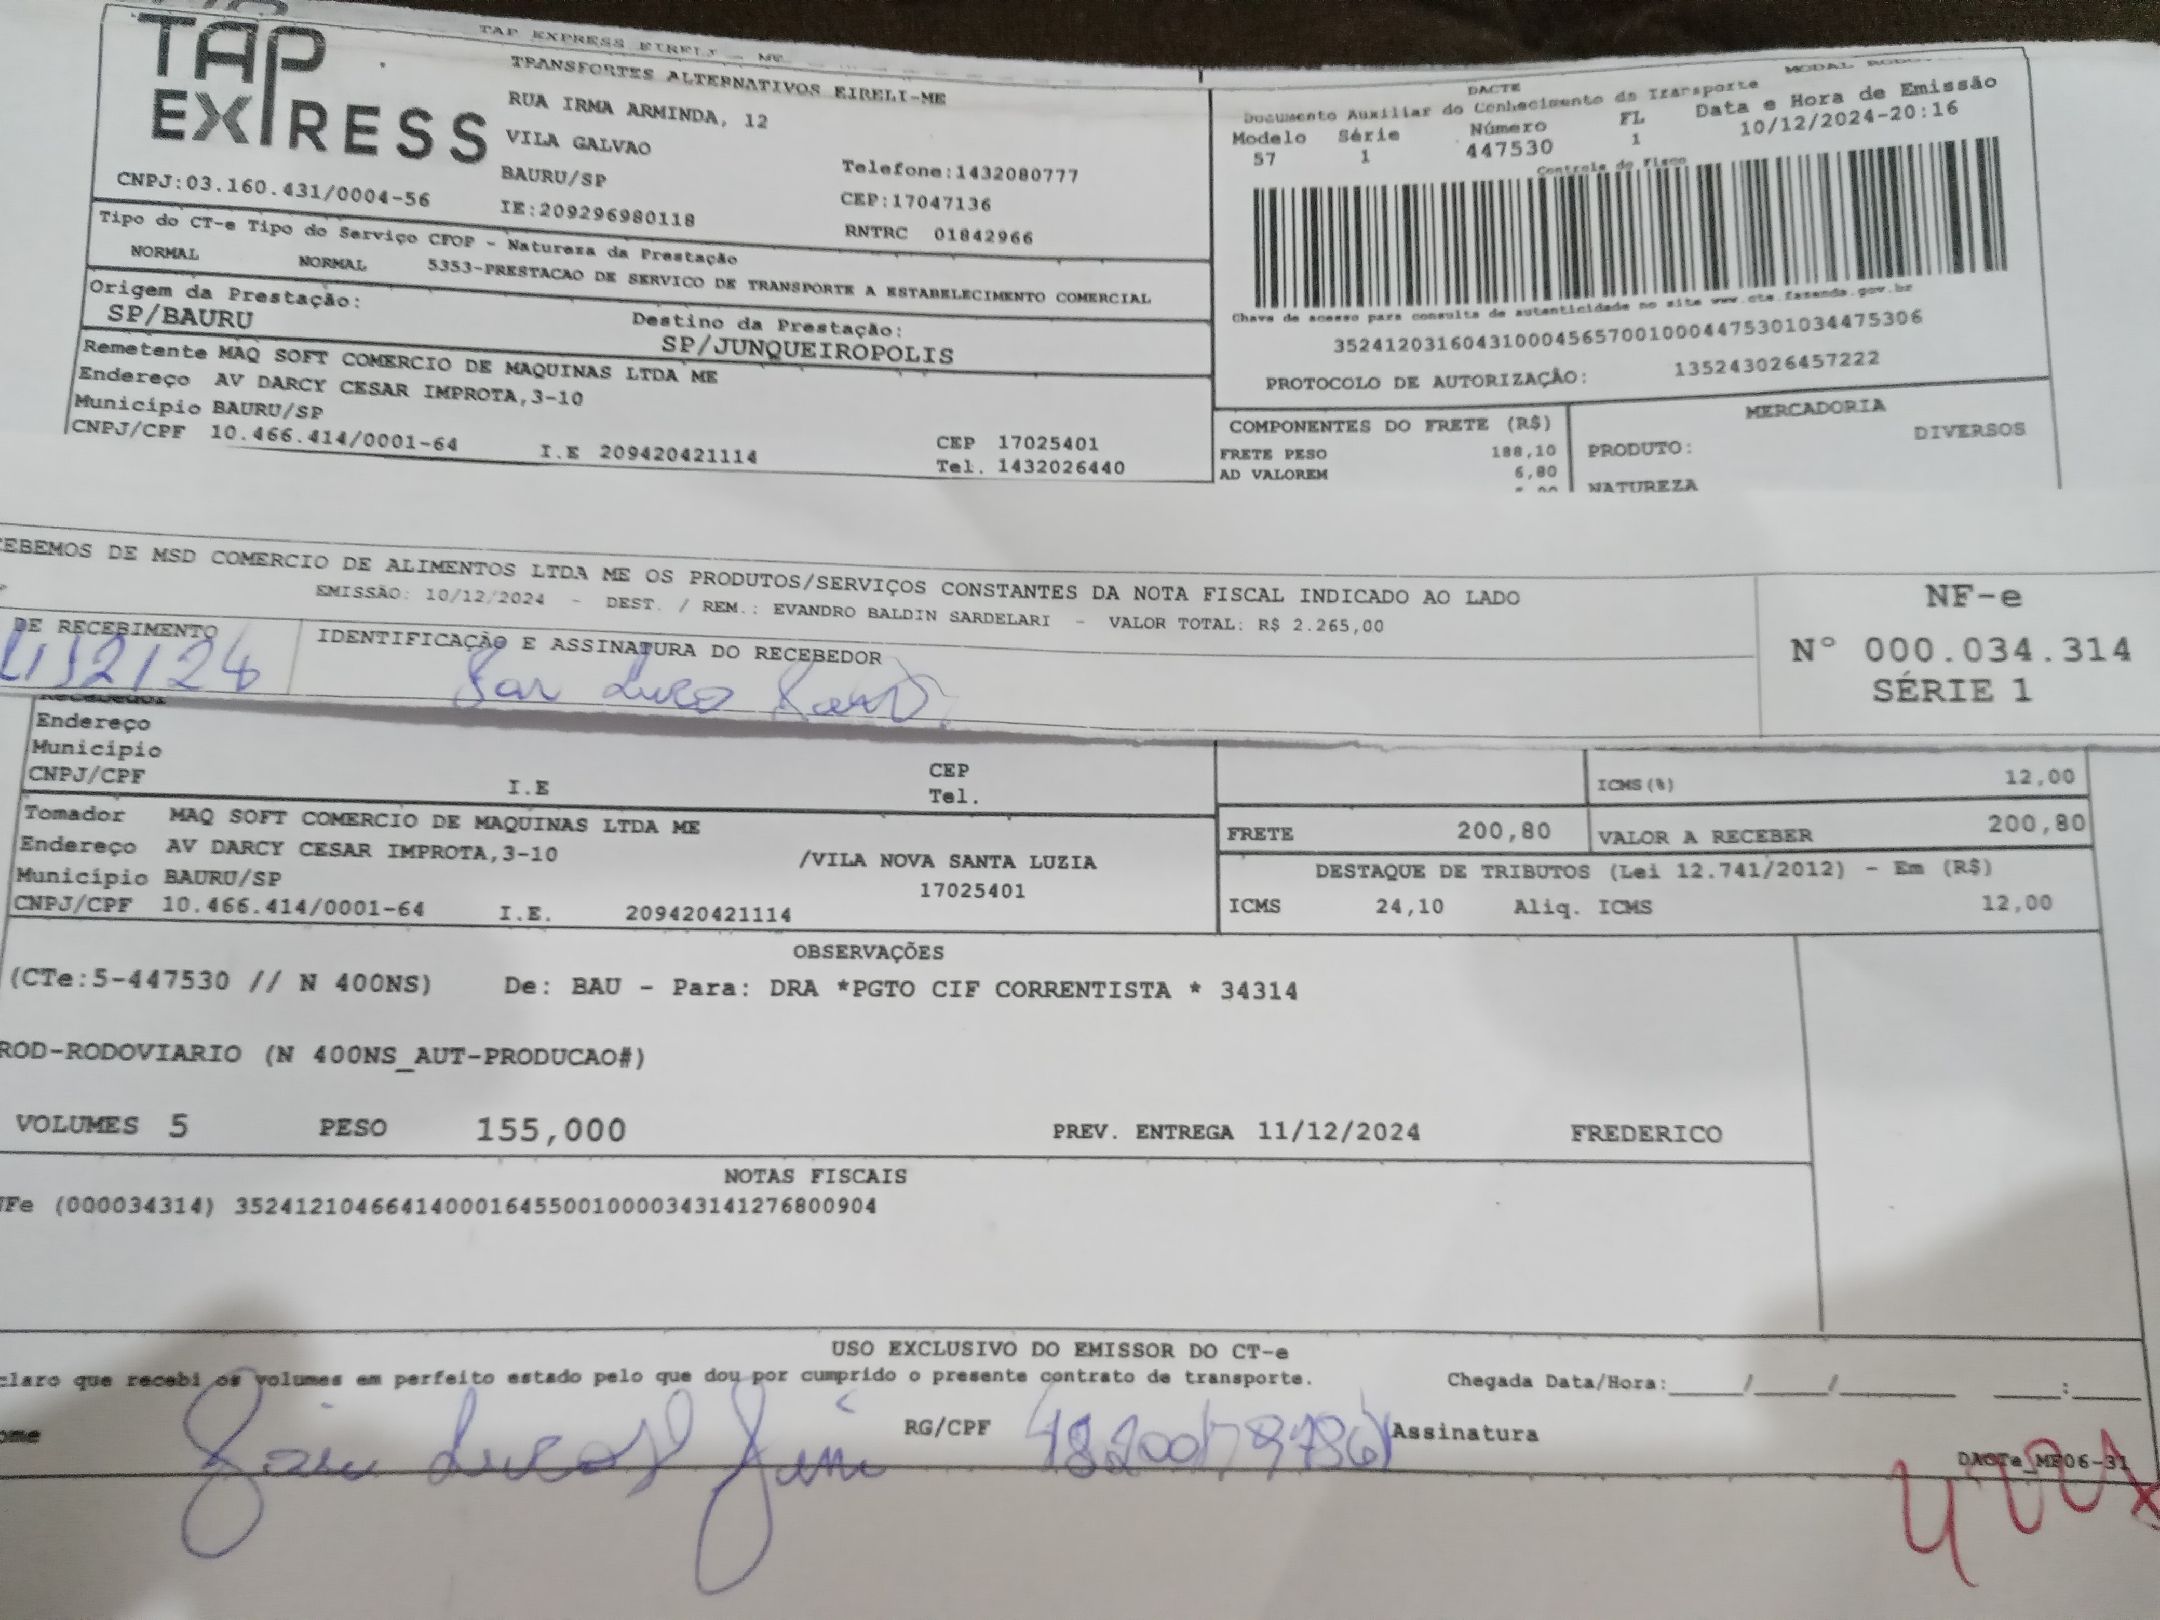 TAP EXPRESS EIRELI - ME
TAP EXPRESS
TRANSPORTES ALTERNATIVOS EIRELI-ME
RUA IRMA ARMINDA, 12
VILA GALVAO
BAURU/SP
IE:209296980118
Telefone:1432080777
CEP:17047136
RNTRC 01842966
CNPJ:03.160.431/0004-56
Tipo do CT-e Tipo do Serviço CFOP - Natureza da Prestação
NORMAL NORMAL 5353-PRESTACAO DE SERVICO DE TRANSPORTE A ESTABELECIMENTO COMERCIAL
Origem da Prestação:
SP/BAURU
Destino da Prestação:
SP/JUNQUEIROPOLIS
Remetente MAQ SOFT COMERCIO DE MAQUINAS LTDA ME
Endereço AV DARCY CESAR IMPROTA,3-10
Município BAURU/SP
CNPJ/CPF 10.466.414/0001-64 I.E 209420421114
CEP 17025401
Tel. 1432026440
DACTE
MODAL
Documento Auxiliar do Conhecimento de Transporte
Modelo Série Número FL Data e Hora de Emissão
57 1 447530 1 10/12/2024-20:16
Controle do Fisco
Chave de acesso para consulta de autenticidade no site www.cte.fazenda.gov.br
35241203160431000456570010004475301034475306
PROTOCOLO DE AUTORIZAÇÃO: 135243026457222
COMPONENTES DO FRETE (R$)
FRETE PESO 188,10
AD VALOREM 6,80
MERCADORIA
PRODUTO: DIVERSOS
NATUREZA
CEBEMOS DE MSD COMERCIO DE ALIMENTOS LTDA ME OS PRODUTOS/SERVIÇOS CONSTANTES DA NOTA FISCAL INDICADO AO LADO
EMISSÃO: 10/12/2024 - DEST. / REM.: EVANDRO BALDIN SARDELARI - VALOR TOTAL: R$ 2.265,00
DE RECEBIMENTO
IDENTIFICAÇÃO E ASSINATURA DO RECEBEDOR
NF-e
Nº 000.034.314
SÉRIE 1
Recebedor
Endereço
Município
CNPJ/CPF I.E
CEP
Tel.
ICMS(%) 12,00
Tomador MAQ SOFT COMERCIO DE MAQUINAS LTDA ME
Endereço AV DARCY CESAR IMPROTA,3-10 /VILA NOVA SANTA LUZIA
Município BAURU/SP 17025401
CNPJ/CPF 10.466.414/0001-64 I.E. 209420421114
FRETE 200,80 VALOR A RECEBER 200,80
DESTAQUE DE TRIBUTOS (Lei 12.741/2012) - Em (R$)
ICMS 24,10 Aliq. ICMS 12,00
OBSERVAÇÕES
(CTe:5-447530 // N 400NS) De: BAU - Para: DRA *PGTO CIF CORRENTISTA * 34314
ROD-RODOVIARIO (N 400NS_AUT-PRODUCAO#)
VOLUMES 5 PESO 155,000 PREV. ENTREGA 11/12/2024 FREDERICO
NOTAS FISCAIS
NFe (000034314) 35241210466414000164550010000343141276800904
USO EXCLUSIVO DO EMISSOR DO CT-e
claro que recebi os volumes em perfeito estado pelo que dou por cumprido o presente contrato de transporte. Chegada Data/Hora:____/____/______ ___:____
ome RG/CPF Assinatura
DACTe_MP06-31